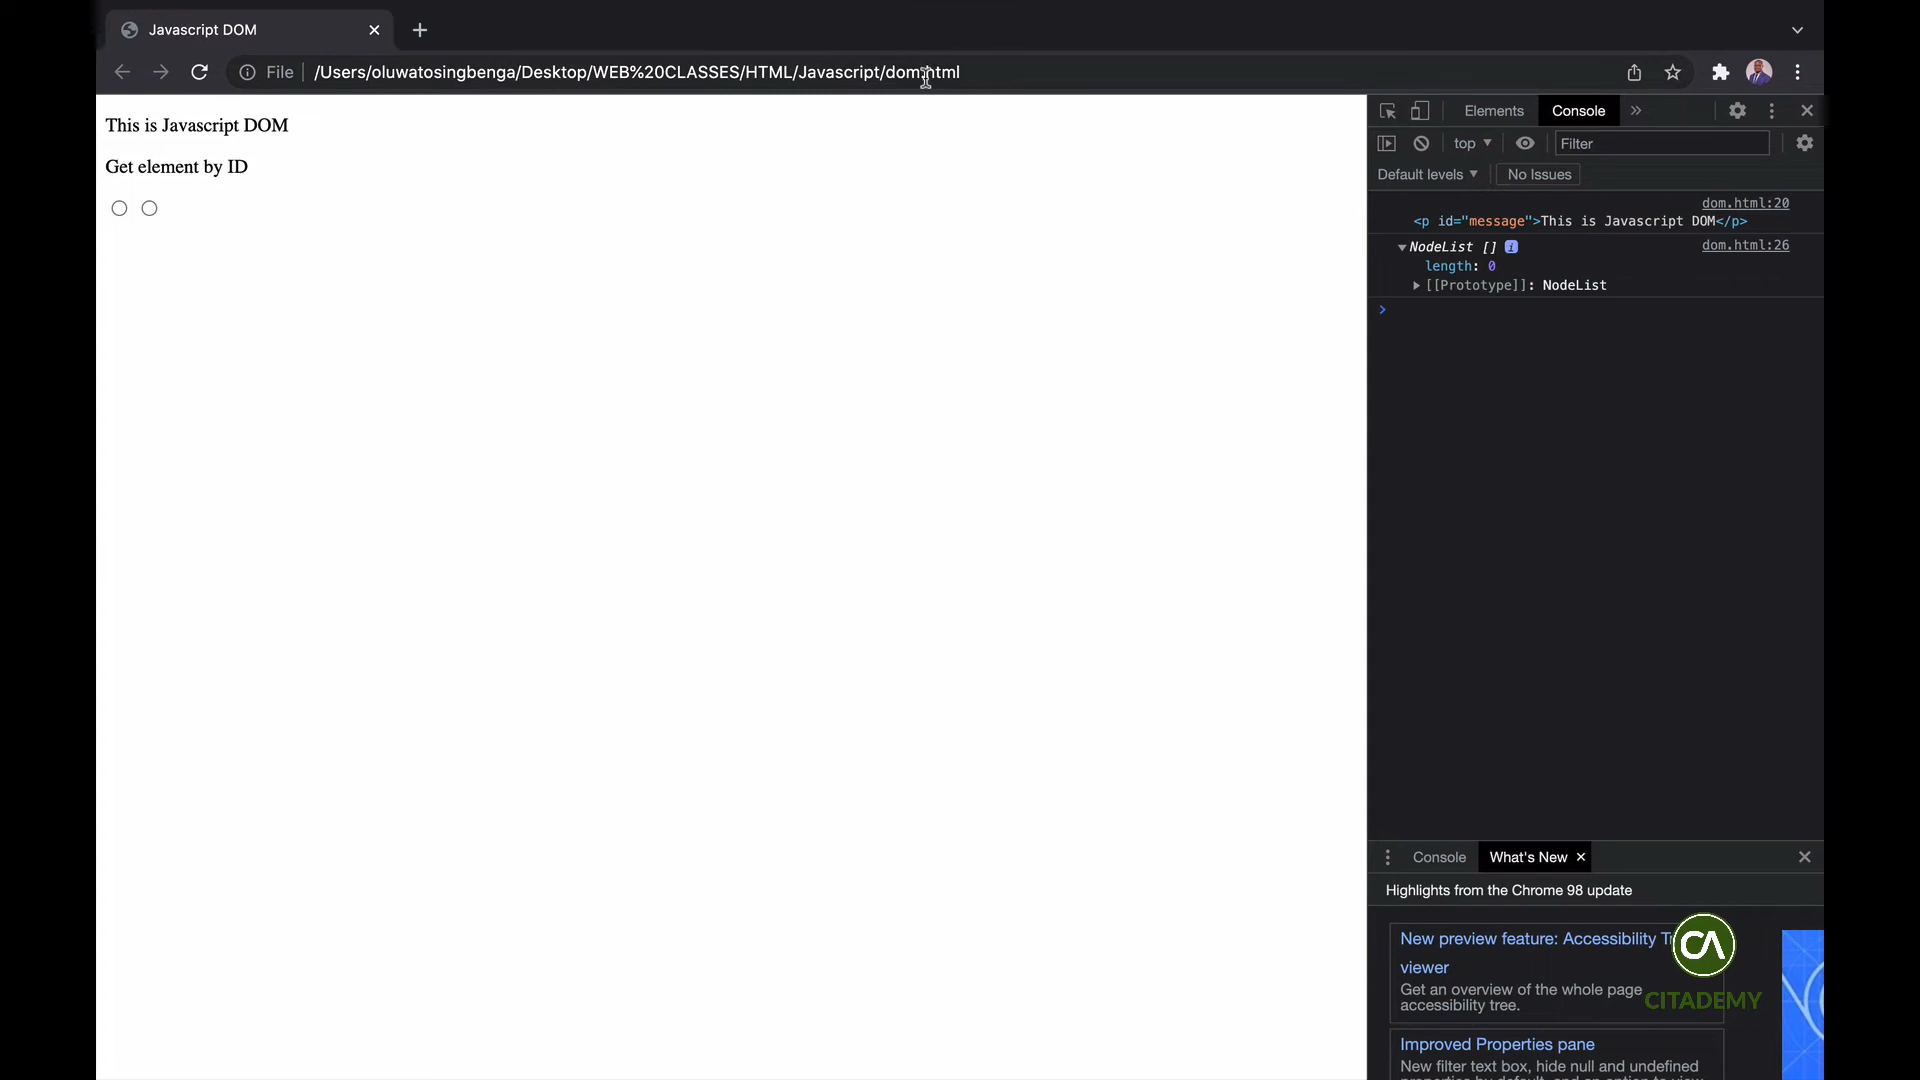 Javascript DOM
File /Users/oluwatosingbenga/Desktop/WEB%20CLASSES/HTML/Javascript/dom.html
This is Javascript DOM
Get element by ID
Elements Console
top Filter
Default levels No Issues
dom.html:20
<p id="message">This is Javascript DOM</p>
NodeList [] i dom.html:26
length: 0
[[Prototype]]: NodeList
Console What's New
Highlights from the Chrome 98 update
New preview feature: Accessibility
viewer
Get an overview of the whole page
accessibility tree.
CA
CITADEMY
Improved Properties pane
New filter text box, hide null and undefined